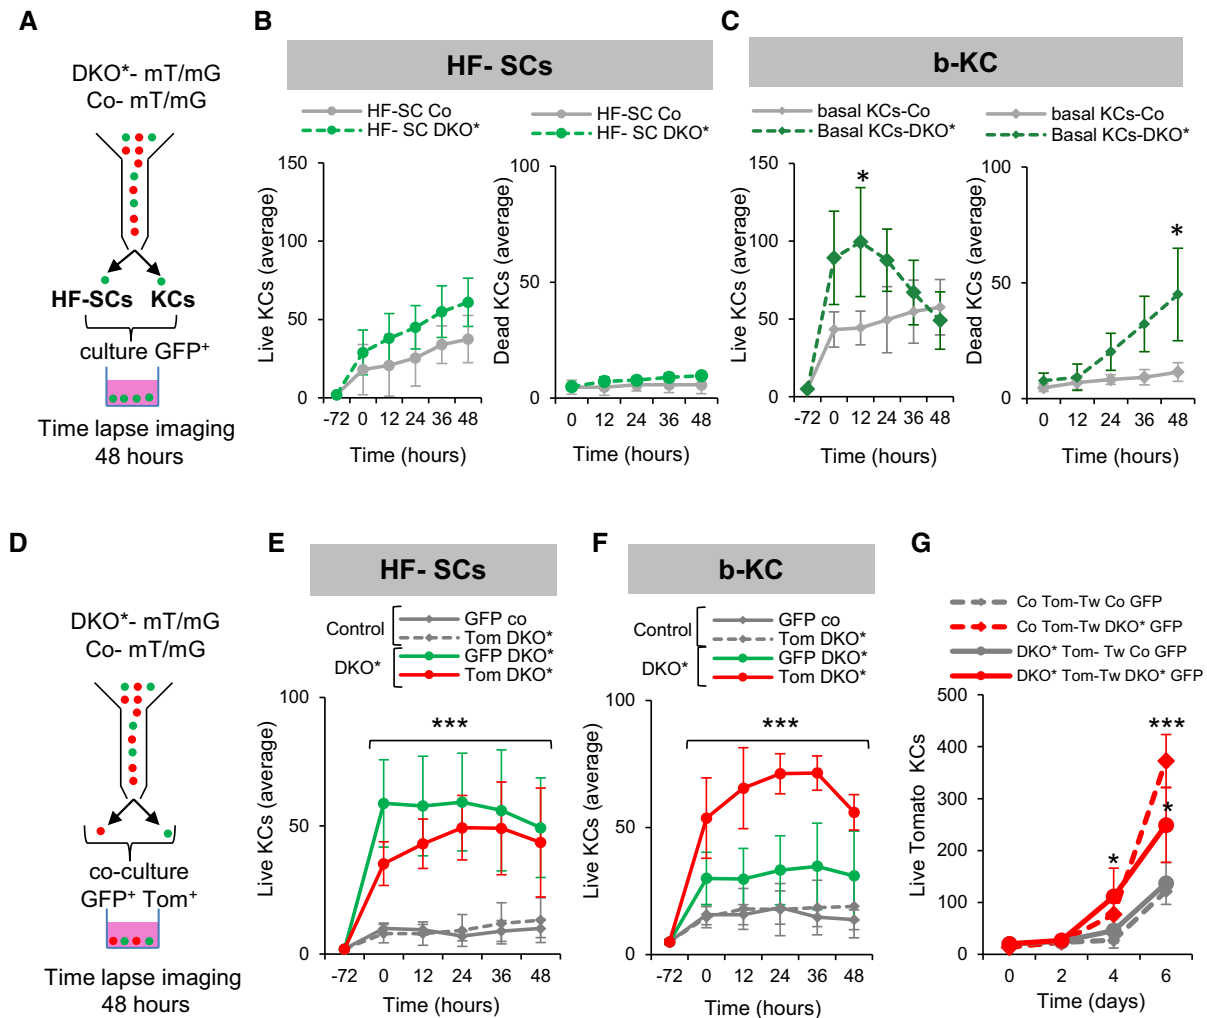 A
DKO*- mT/mG
Co- mT/mG
HF-SCs KCs
culture GFP+
Time lapse imaging
48 hours
B
HF- SCs
HF-SC Co
HF- SC DKO*
HF-SC Co
HF- SC DKO*
Live KCs (average)
150
100
50
0
-72 0 12 24 36 48
Time (hours)
Dead KCs (average)
100
50
0
0 12 24 36 48
Time (hours)
C
b-KC
basal KCs-Co
Basal KCs-DKO*
basal KCs-Co
Basal KCs-DKO*
Live KCs (average)
150
100
50
0
*
-72 0 12 24 36 48
Time (hours)
Dead KCs (average)
100
50
0
*
0 12 24 36 48
Time (hours)
D
DKO*- mT/mG
Co- mT/mG
co-culture
GFP+ Tom+
Time lapse imaging
48 hours
E
HF- SCs
Control
GFP co
Tom DKO*
DKO*
GFP DKO*
Tom DKO*
Live KCs (average)
100
50
0
***
-72 0 12 24 36 48
Time (hours)
F
b-KC
Control
GFP co
Tom DKO*
DKO*
GFP DKO*
Tom DKO*
Live KCs (average)
100
50
0
***
-72 0 12 24 36 48
Time (hours)
G
Co Tom-Tw Co GFP
Co Tom-Tw DKO* GFP
DKO* Tom- Tw Co GFP
DKO* Tom-Tw DKO* GFP
Live Tomato KCs
500
400
300
200
100
0
***
*
*
0 2 4 6
Time (days)